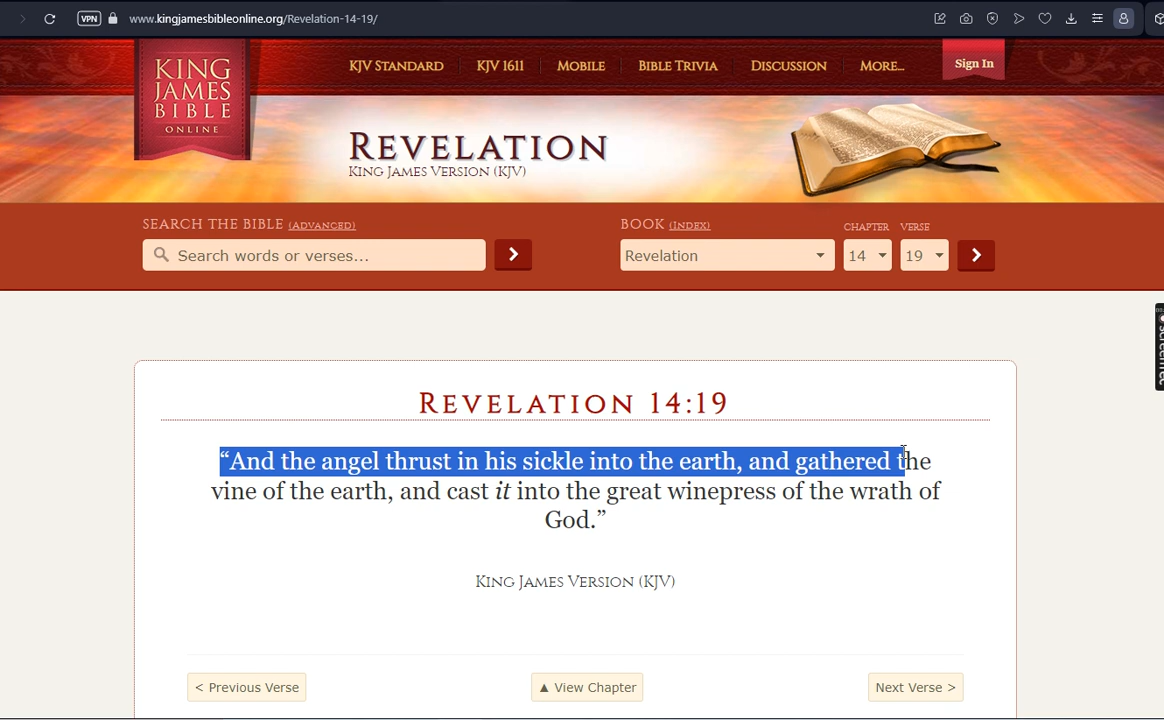 VPN www.kingjamesbibleonline.org/Revelation-14-19/
KING JAMES BIBLE ONLINE
KJV STANDARD KJV 1611 MOBILE BIBLE TRIVIA DISCUSSION MORE... Sign In
REVELATION
KING JAMES VERSION (KJV)
SEARCH THE BIBLE (ADVANCED) BOOK (INDEX) CHAPTER VERSE
Search words or verses... Revelation 14 19
REVELATION 14:19
“And the angel thrust in his sickle into the earth, and gathered the
vine of the earth, and cast it into the great winepress of the wrath of
God.”
KING JAMES VERSION (KJV)
< Previous Verse ▲ View Chapter Next Verse >